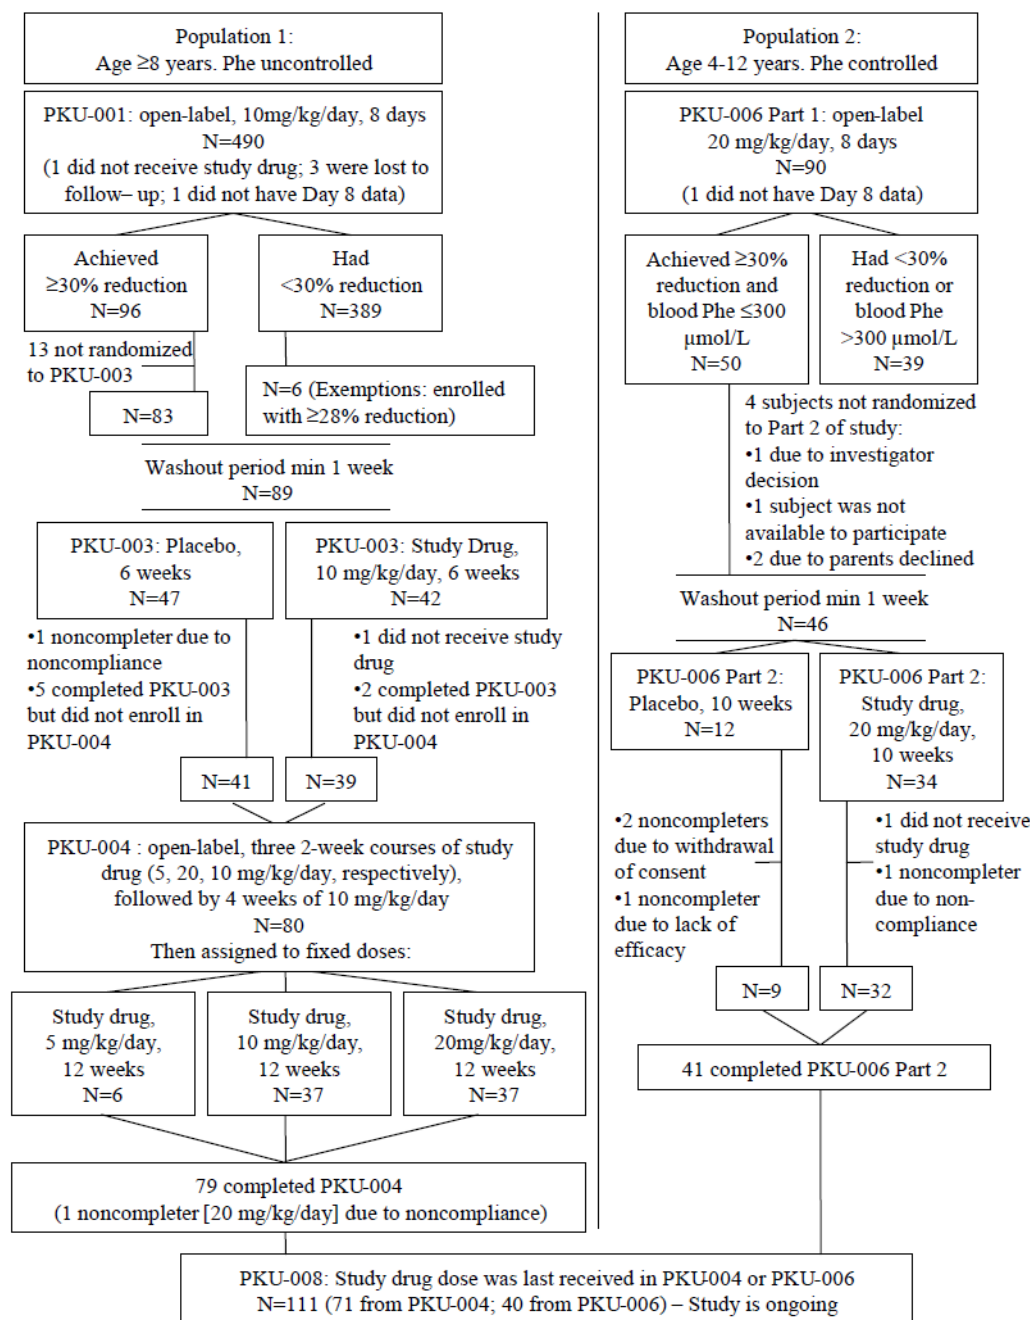 Population 1:
Age ≥8 years. Phe uncontrolled
PKU-001: open-label, 10mg/kg/day, 8 days
N=490
(1 did not receive study drug; 3 were lost to
follow– up; 1 did not have Day 8 data)
Achieved
≥30% reduction
N=96
Had
<30% reduction
N=389
13 not randomized
to PKU-003
N=83
N=6 (Exemptions: enrolled
with ≥28% reduction)
Washout period min 1 week
N=89
PKU-003: Placebo,
6 weeks
N=47
PKU-003: Study Drug,
10 mg/kg/day, 6 weeks
N=42
•1 noncompleter due to
noncompliance
•5 completed PKU-003
but did not enroll in
PKU-004
•1 did not receive study
drug
•2 completed PKU-003
but did not enroll in
PKU-004
N=41
N=39
PKU-004 : open-label, three 2-week courses of study
drug (5, 20, 10 mg/kg/day, respectively),
followed by 4 weeks of 10 mg/kg/day
N=80
Then assigned to fixed doses:
Study drug,
5 mg/kg/day,
12 weeks
N=6
Study drug,
10 mg/kg/day,
12 weeks
N=37
Study drug,
20mg/kg/day,
12 weeks
N=37
79 completed PKU-004
(1 noncompleter [20 mg/kg/day] due to noncompliance)
Population 2:
Age 4-12 years. Phe controlled
PKU-006 Part 1: open-label
20 mg/kg/day, 8 days
N=90
(1 did not have Day 8 data)
Achieved ≥30%
reduction and
blood Phe ≤300
µmol/L
N=50
Had <30%
reduction or
blood Phe
>300 µmol/L
N=39
4 subjects not randomized
to Part 2 of study:
•1 due to investigator
decision
•1 subject was not
available to participate
•2 due to parents declined
Washout period min 1 week
N=46
PKU-006 Part 2:
Placebo, 10 weeks
N=12
PKU-006 Part 2:
Study drug,
20 mg/kg/day,
10 weeks
N=34
•2 noncompleters
due to withdrawal
of consent
•1 noncompleter
due to lack of
efficacy
•1 did not receive
study drug
•1 noncompleter
due to non-
compliance
N=9
N=32
41 completed PKU-006 Part 2
PKU-008: Study drug dose was last received in PKU004 or PKU-006
N=111 (71 from PKU-004; 40 from PKU-006) – Study is ongoing